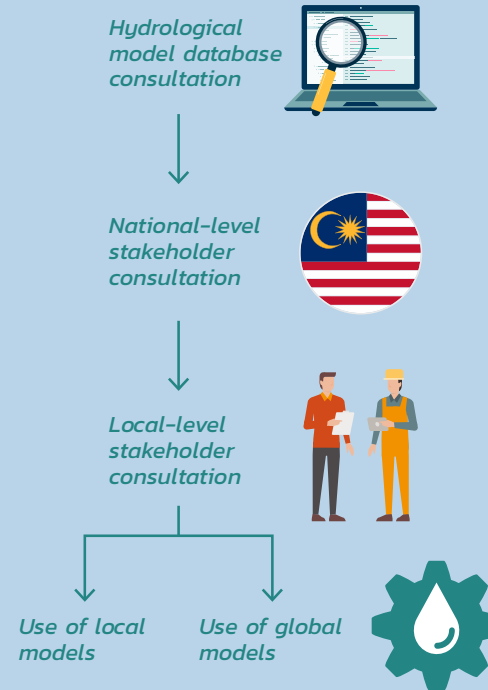 Hydrological
model database
consultation
National-level
stakeholder
consultation
Local-level
stakeholder
consultation
Use of local
models
Use of global
models